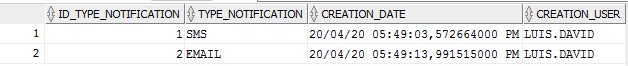 ID_TYPE_NOTIFICATION TYPE_NOTIFICATION CREATION_DATE CREATION_USER
1 1 SMS 20/04/20 05:49:03,572664000 PM LUIS.DAVID
2 2 EMAIL 20/04/20 05:49:13,991515000 PM LUIS.DAVID